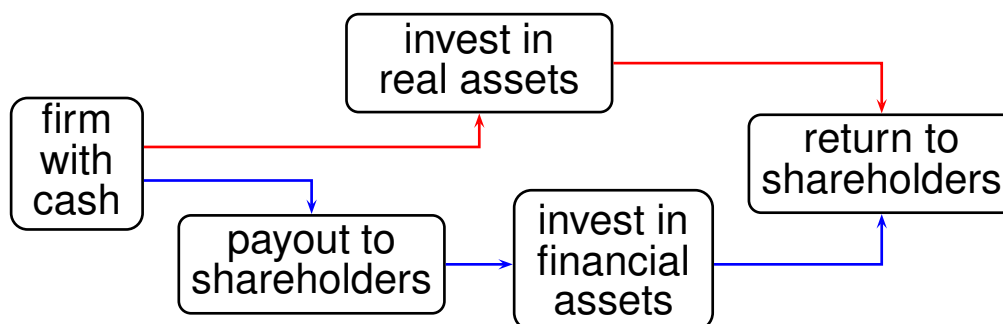 invest in
real assets
firm
with
cash
return to
shareholders
payout to
shareholders
invest in
financial
assets